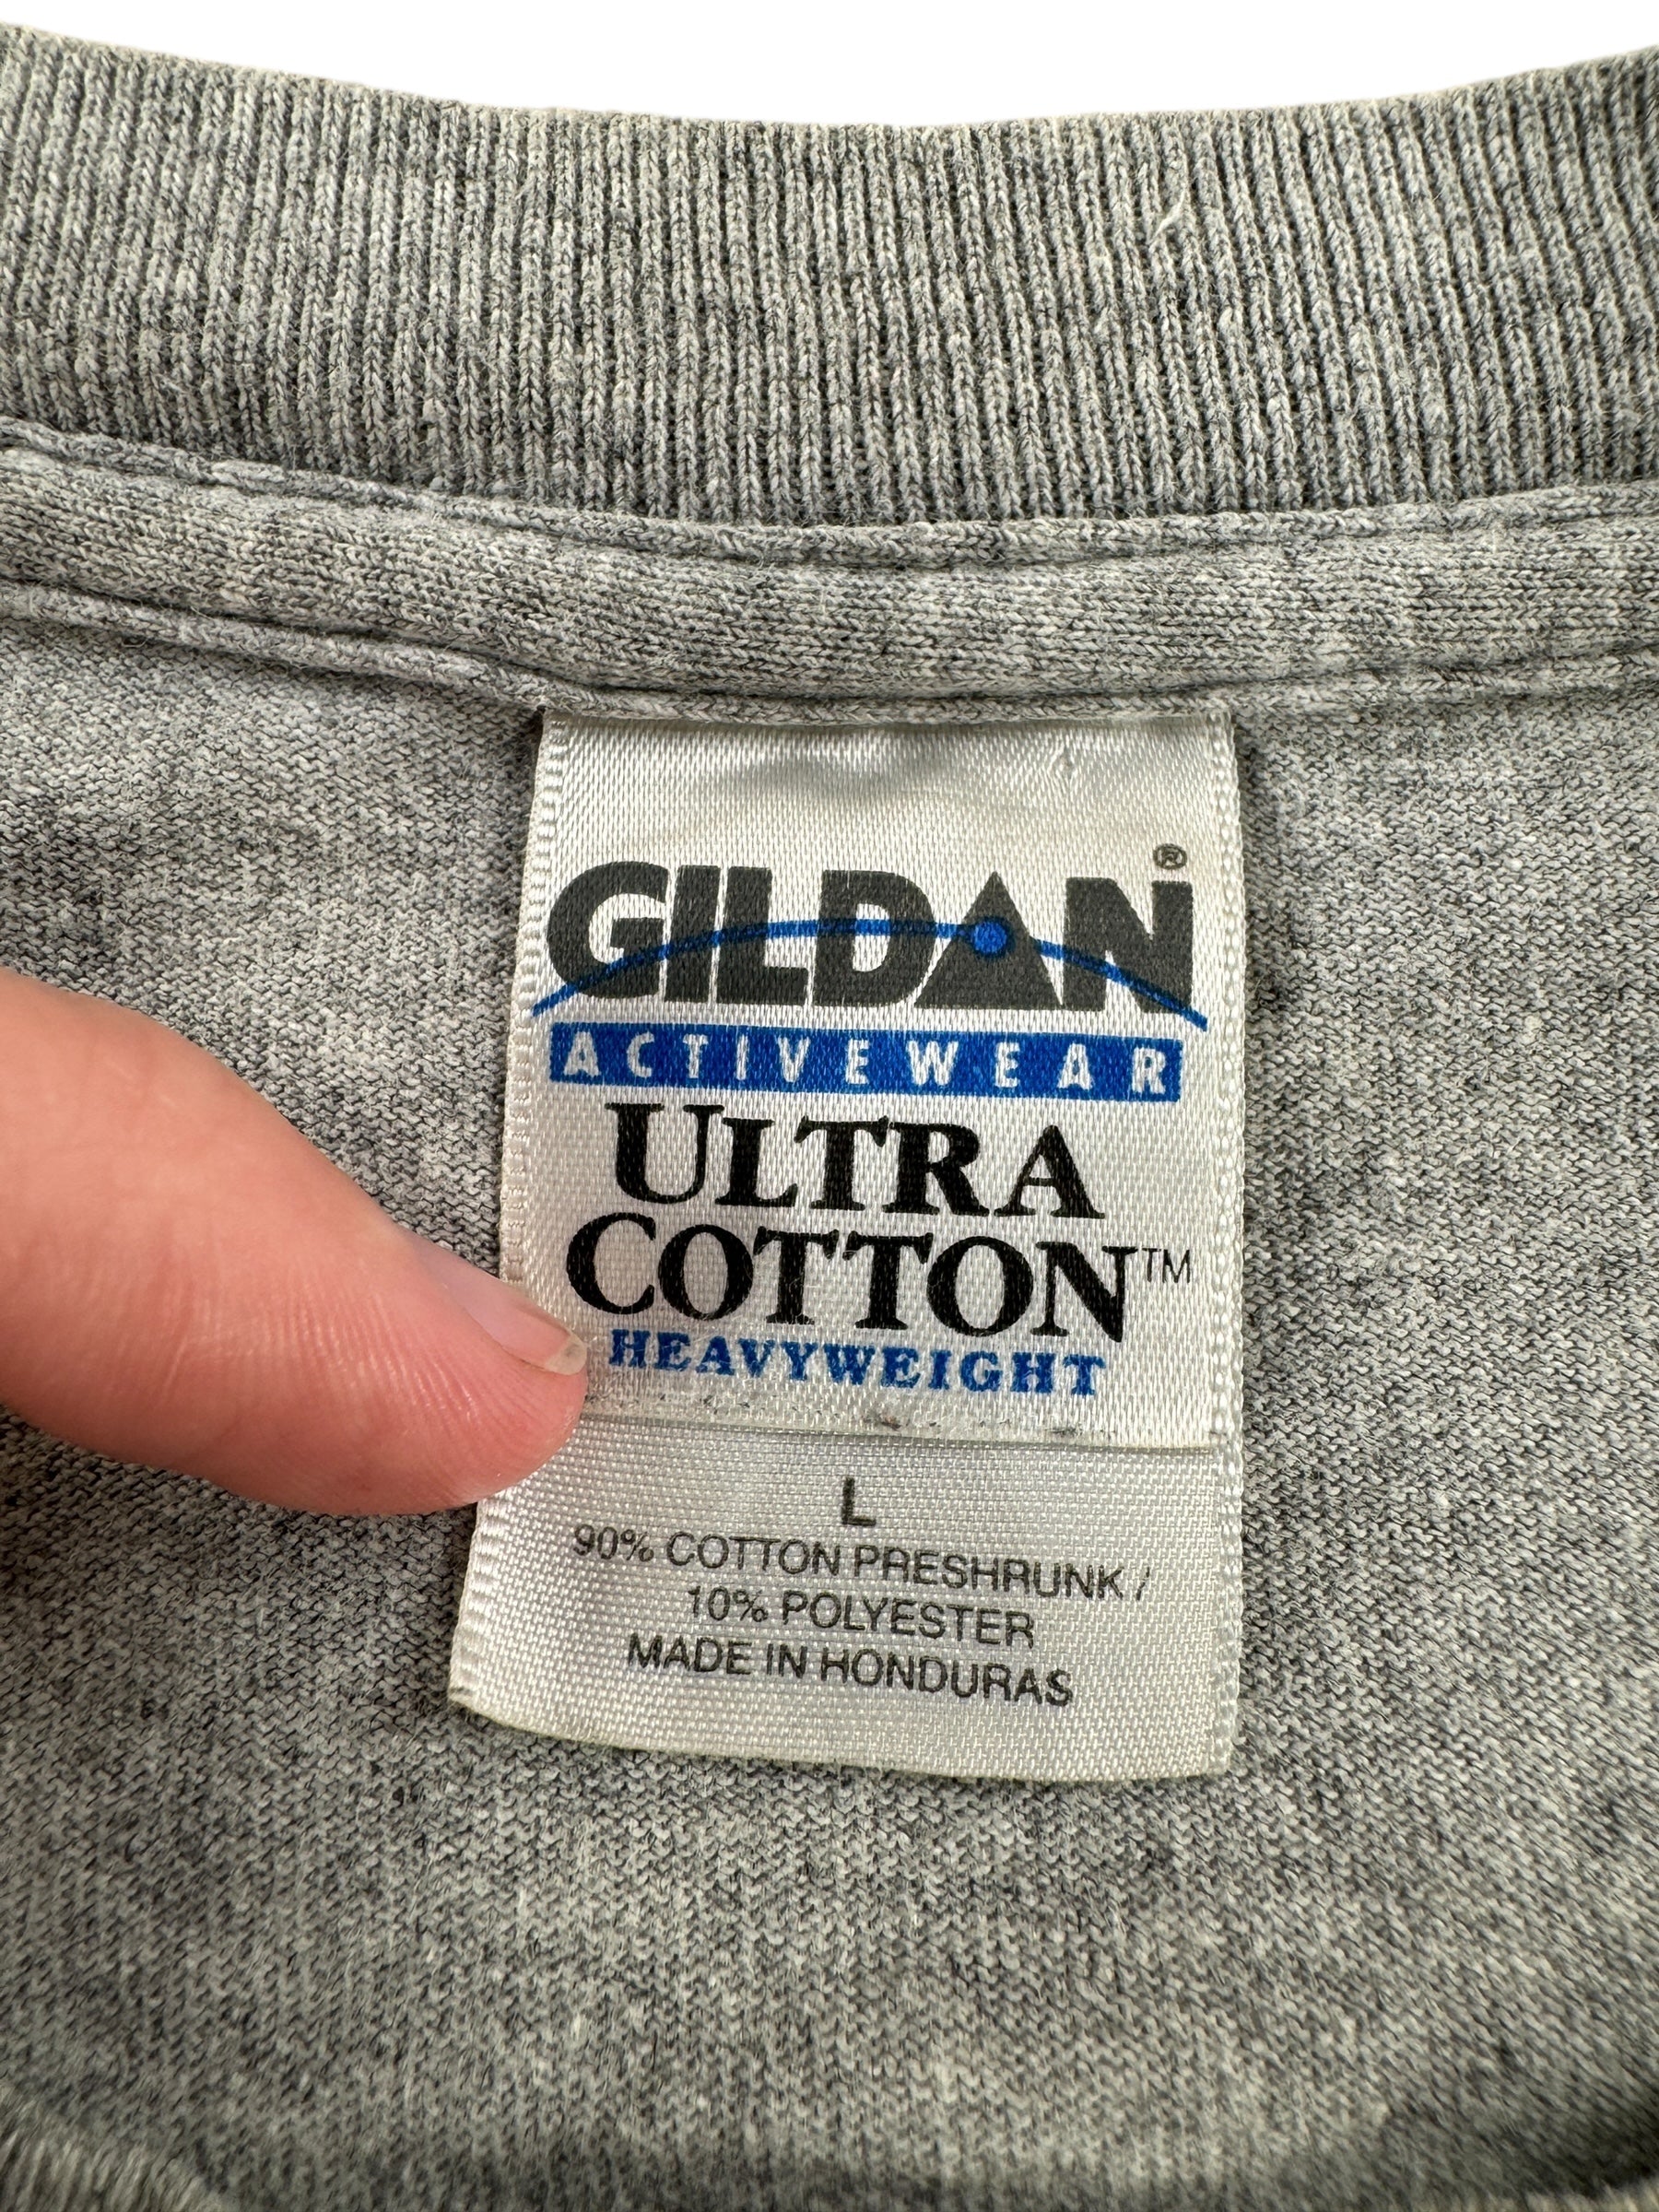 GILDAN®
ACTIVEWEAR
ULTRA
COTTON™
HEAVYWEIGHT
L
90% COTTON PRESHRUNK /
10% POLYESTER
MADE IN HONDURAS